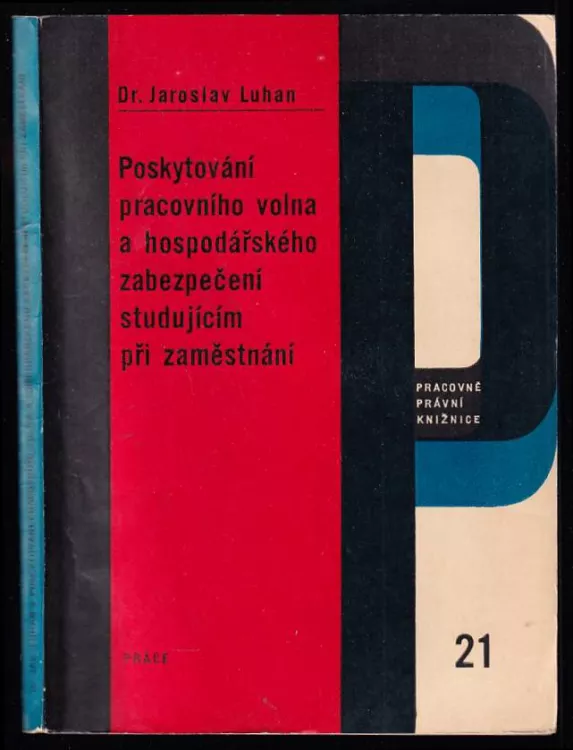 Dr. Jaroslav Luhan
Poskytování
pracovního volna
a hospodářského
zabezpečení
studujícím
při zaměstnání
PRACOVNĚ
PRÁVNÍ
KNIŽNICE
21
PRÁCE